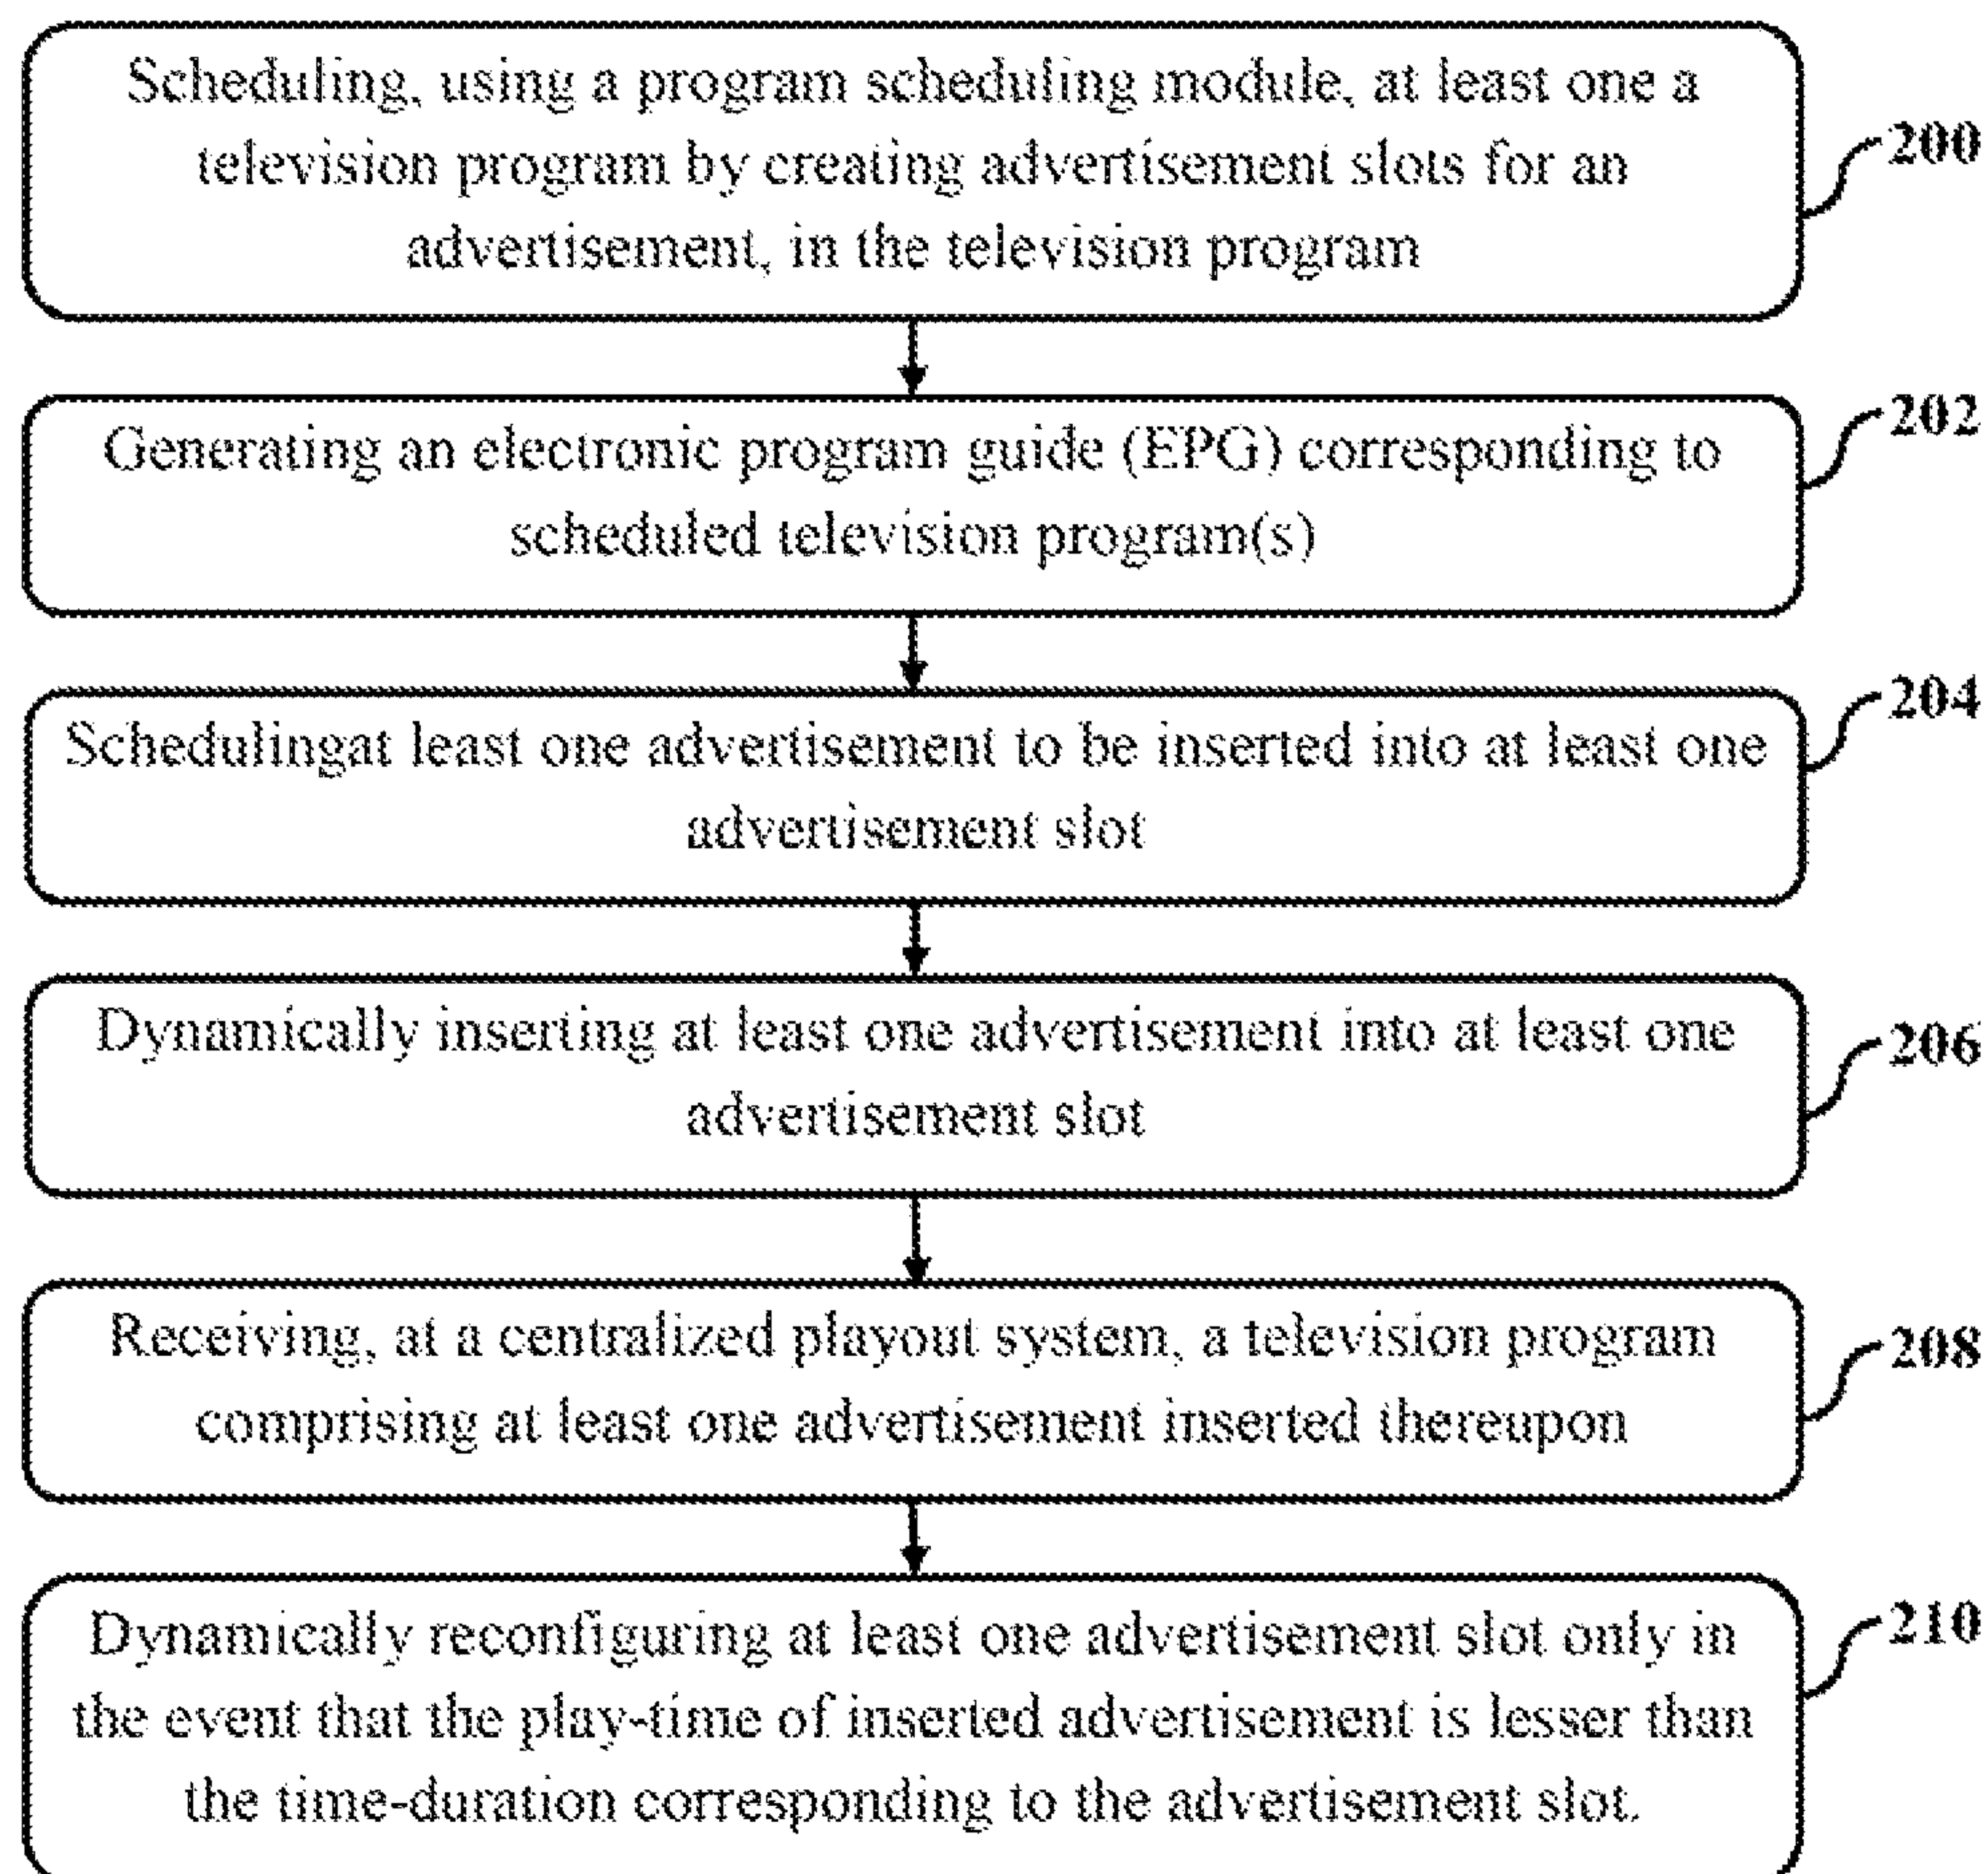 Scheduling, using a program scheduling module, at least one a
television program by creating advertisement slots for an
advertisement, in the television program
200
Generating an electronic program guide (EPG) corresponding to
scheduled television program(s)
202
Schedulingat least one advertisement to be inserted into at least one
advertisement slot
204
Dynamically inserting at least one advertisement into at least one
advertisement slot
206
Receiving, at a centralized playout system, a television program
comprising at least one advertisement inserted thereupon
208
Dynamically reconfiguring at least one advertisement slot only in
the event that the play-time of inserted advertisement is lesser than
the time-duration corresponding to the advertisement slot.
210